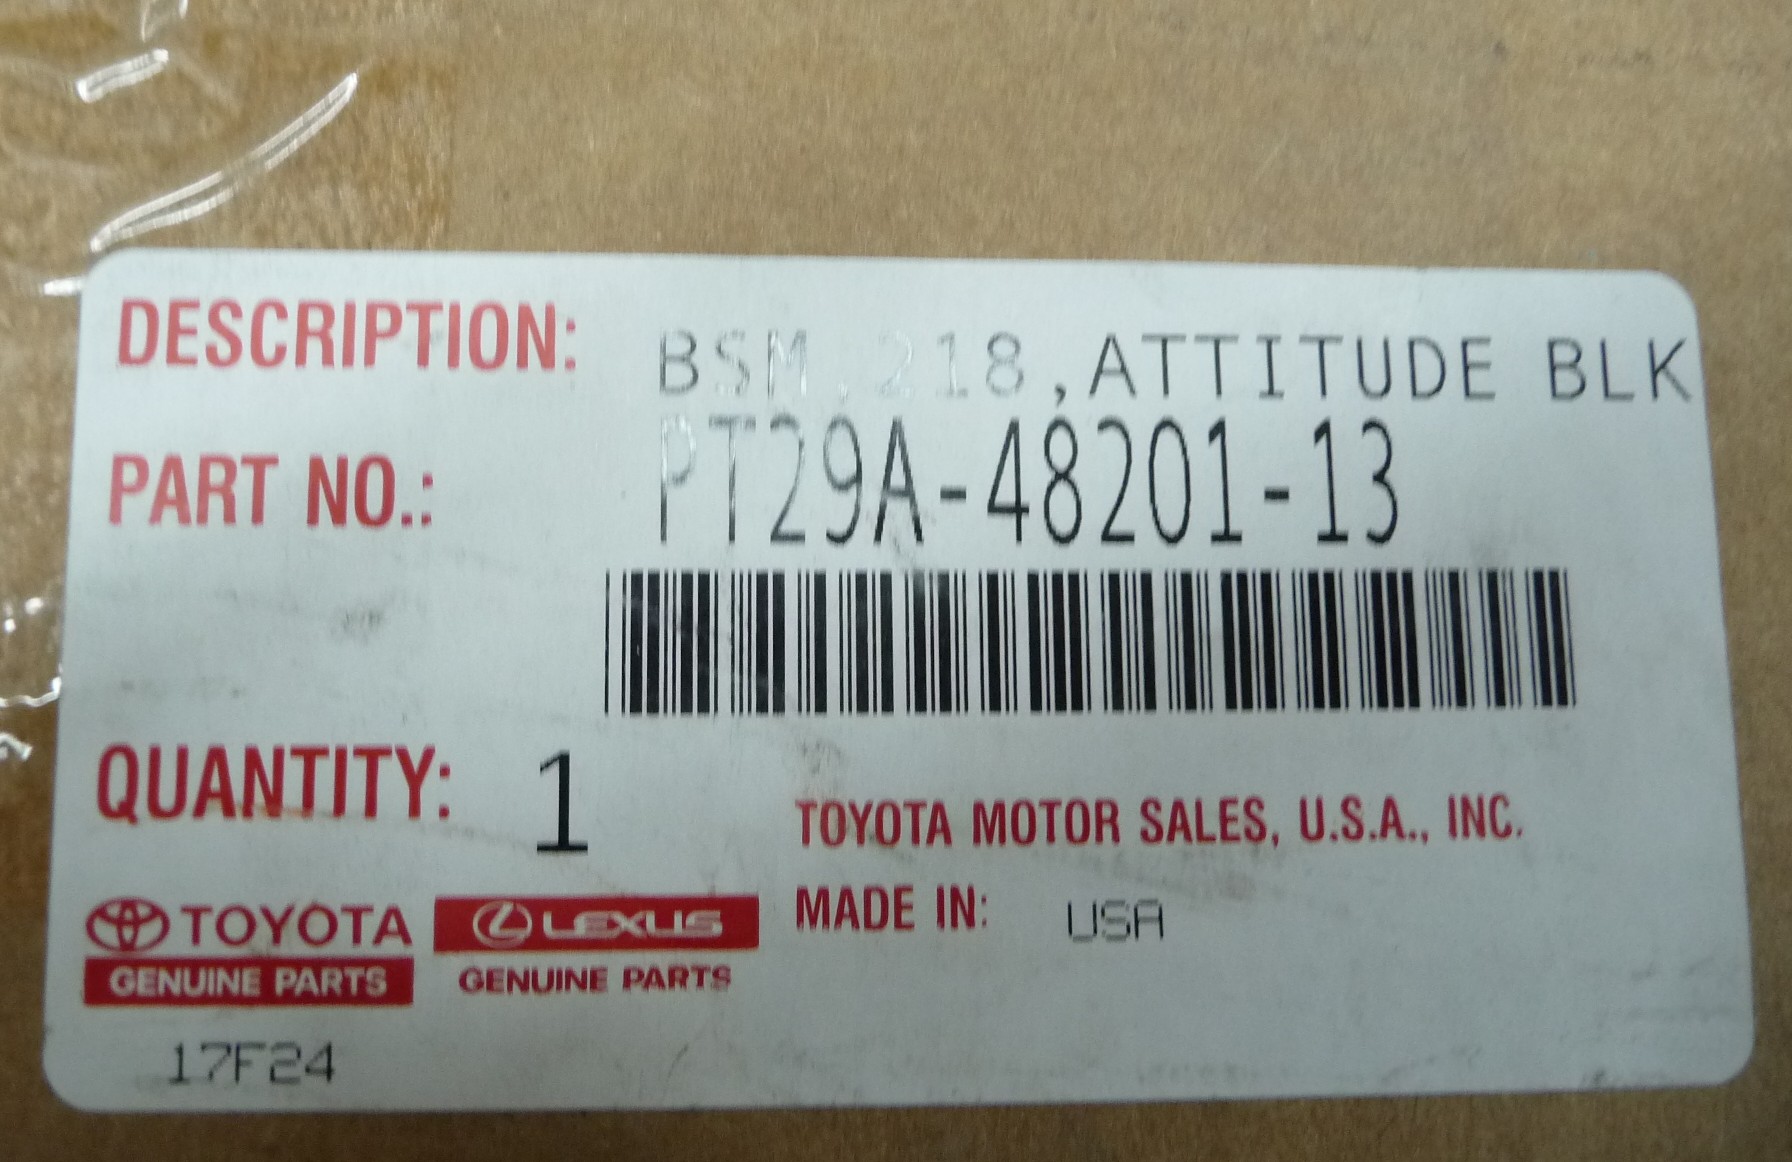 DESCRIPTION: BSM,218,ATTITUDE BLK
PART NO.: PT29A-48201-13
QUANTITY: 1
TOYOTA MOTOR SALES, U.S.A., INC.
MADE IN: USA
TOYOTA
GENUINE PARTS
LEXUS
GENUINE PARTS
17F24